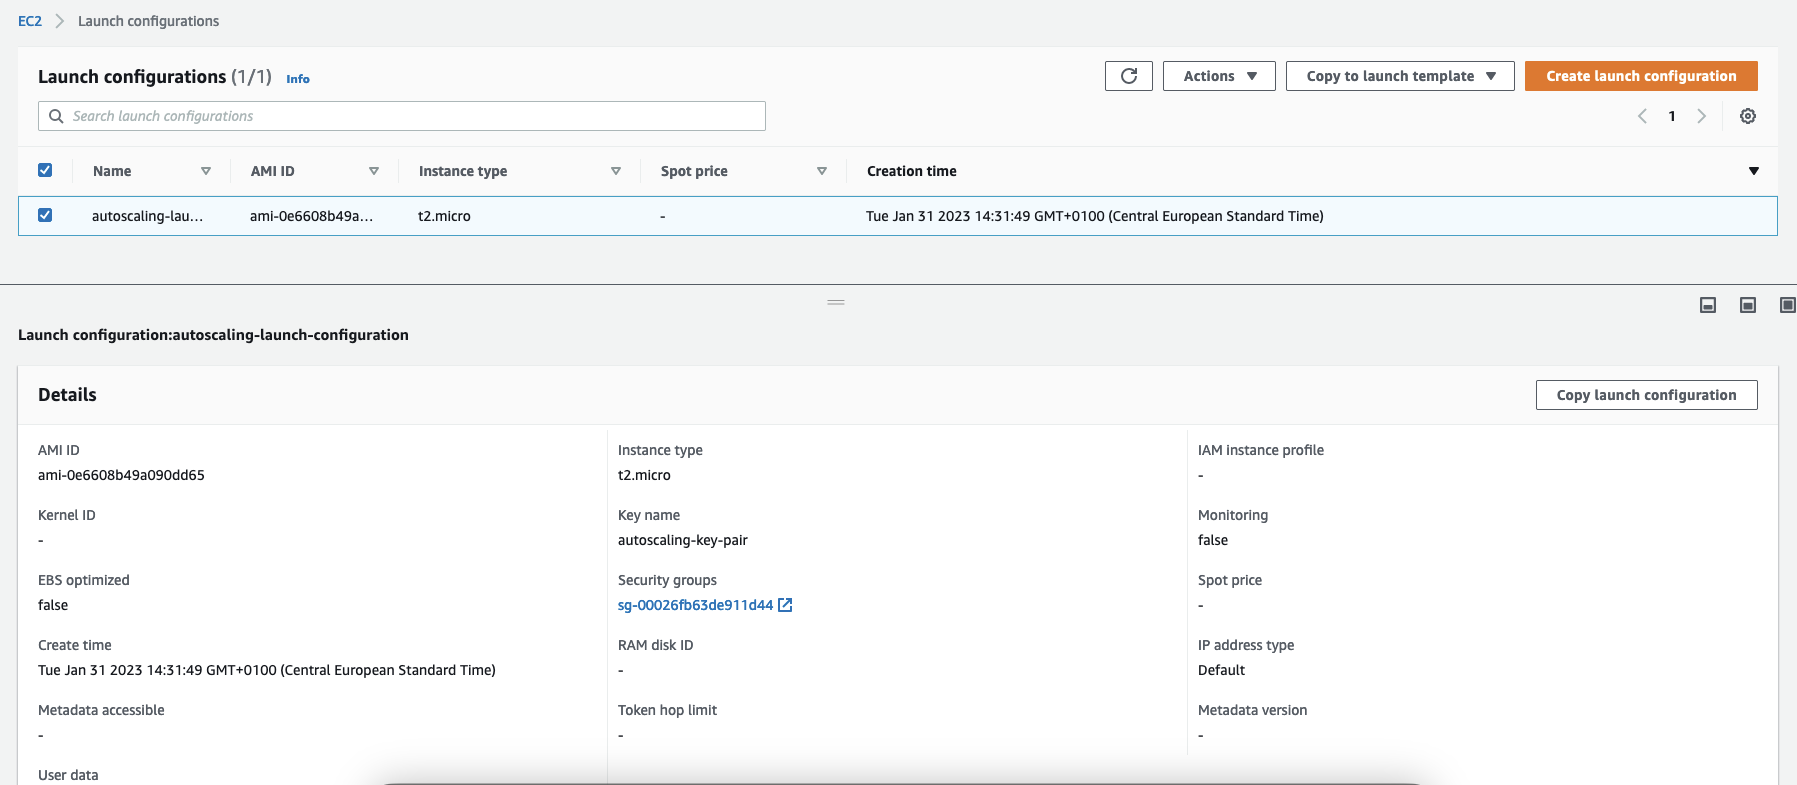 EC2 > Launch configurations
Launch configurations (1/1) Info
Actions Copy to launch template Create launch configuration
Search launch configurations
1
Name AMI ID Instance type Spot price Creation time
autoscaling-lau... ami-0e6608b49a... t2.micro - Tue Jan 31 2023 14:31:49 GMT+0100 (Central European Standard Time)
Launch configuration:autoscaling-launch-configuration
Details Copy launch configuration
AMI ID Instance type IAM instance profile
ami-0e6608b49a090dd65 t2.micro -
Kernel ID Key name Monitoring
- autoscaling-key-pair false
EBS optimized Security groups Spot price
false sg-00026fb63de911d44 -
Create time RAM disk ID IP address type
Tue Jan 31 2023 14:31:49 GMT+0100 (Central European Standard Time) - Default
Metadata accessible Token hop limit Metadata version
- - -
User data